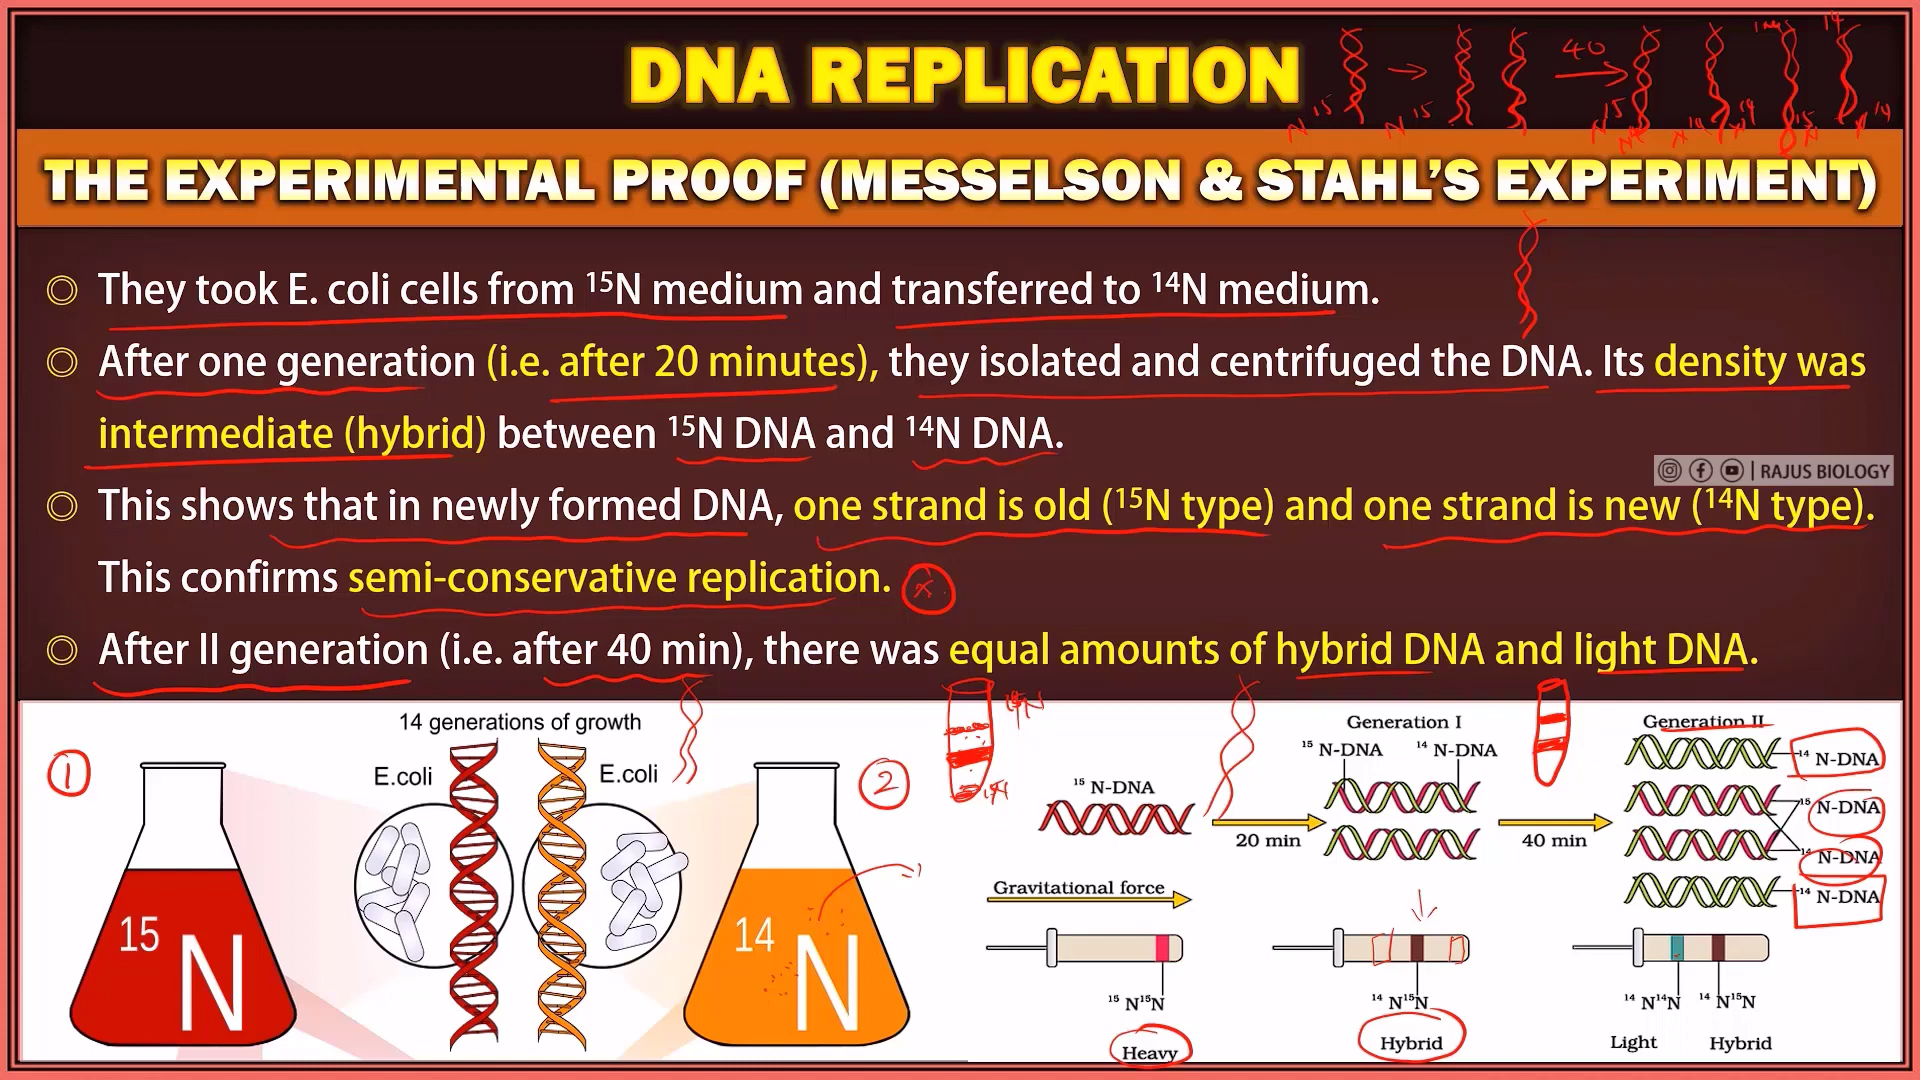 DNA REPLICATION
THE EXPERIMENTAL PROOF (MESSELSON & STAHL'S EXPERIMENT)
They took E. coli cells from ¹⁵N medium and transferred to ¹⁴N medium.
After one generation (i.e. after 20 minutes), they isolated and centrifuged the DNA. Its density was
intermediate (hybrid) between ¹⁵N DNA and ¹⁴N DNA.
| RAJUS BIOLOGY
This shows that in newly formed DNA, one strand is old (¹⁵N type) and one strand is new (¹⁴N type).
This confirms semi-conservative replication.
After II generation (i.e. after 40 min), there was equal amounts of hybrid DNA and light DNA.
14 generations of growth
E.coli
E.coli
1
2
15 N
14 N
¹⁵ N-DNA
20 min
Generation I
¹⁵ N-DNA ¹⁴ N-DNA
40 min
Generation II
¹⁴ N-DNA
¹⁵ N-DNA
¹⁴ N-DNA
¹⁴ N-DNA
Gravitational force
¹⁵ N¹⁵N
Heavy
¹⁴ N¹⁵N
Hybrid
¹⁴ N¹⁴N ¹⁴ N¹⁵N
Light Hybrid
N¹⁵
N¹⁵
40